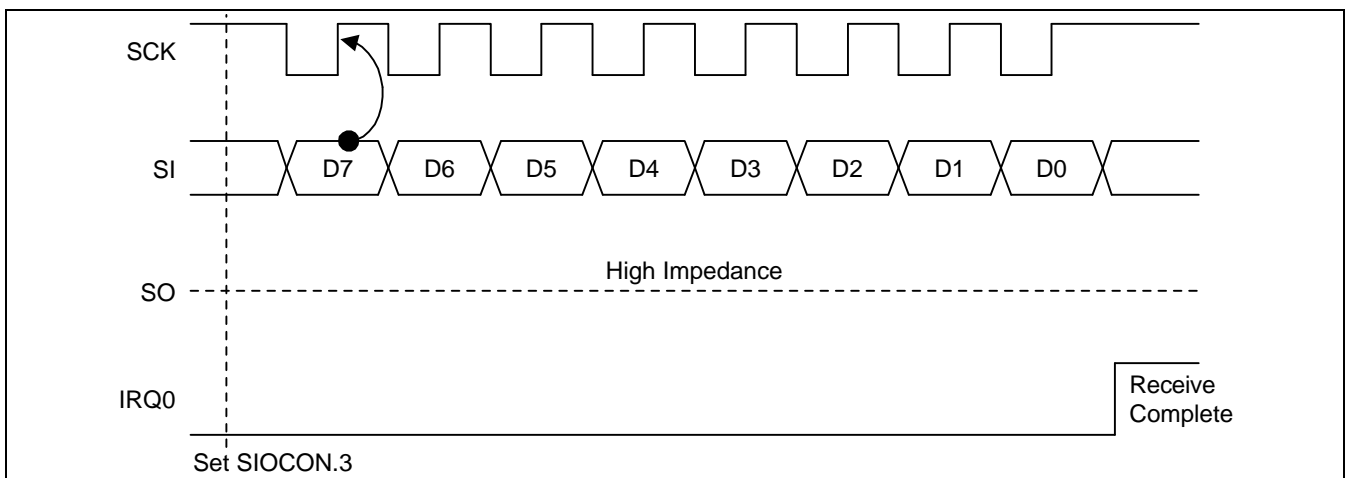 SCK
SI
D7 D6 D5 D4 D3 D2 D1 D0
High Impedance
SO
IRQ0
Receive
Complete
Set SIOCON.3